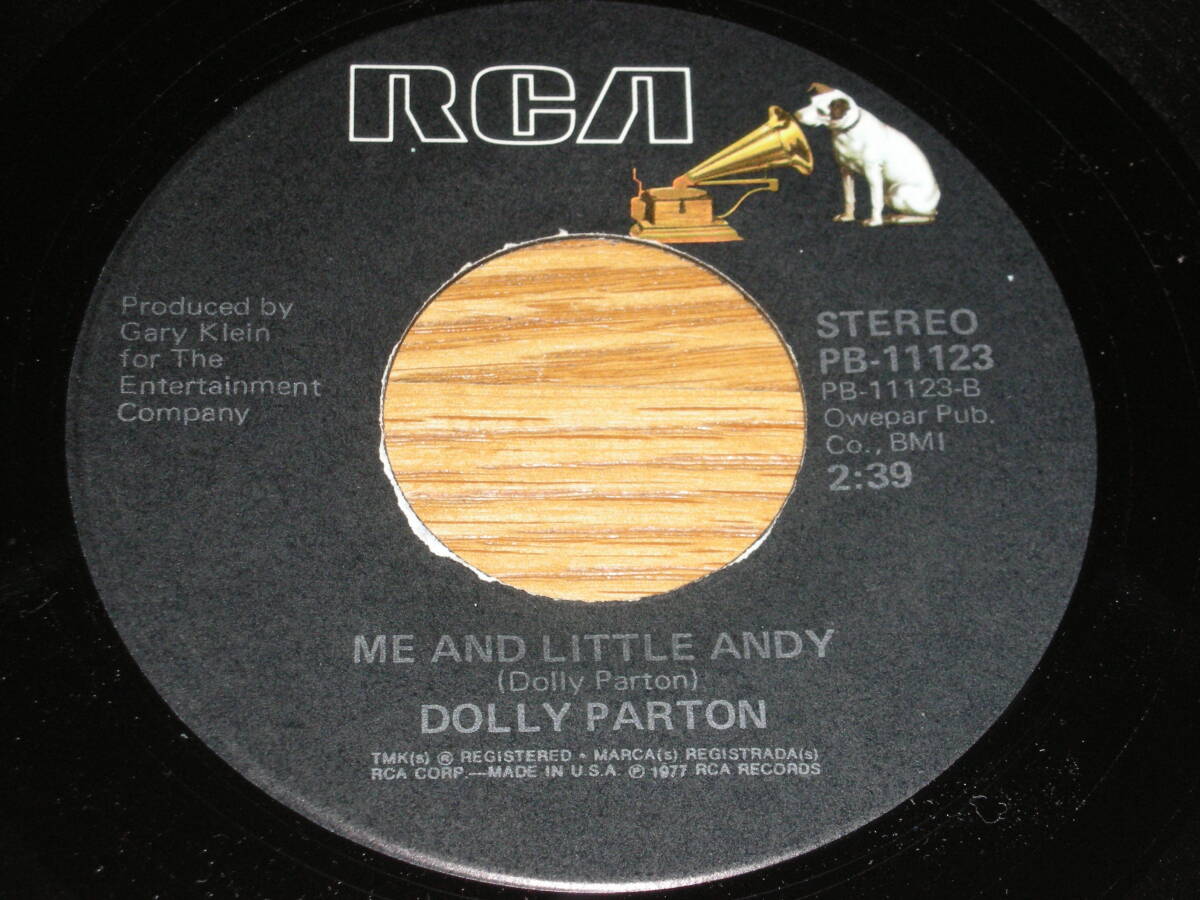 RCA
Produced by
Gary Klein
for The
Entertainment
Company
STEREO
PB-11123
PB-11123-B
Owepar Pub.
Co., BMI
2:39
ME AND LITTLE ANDY
(Dolly Parton)
DOLLY PARTON
TMK(s) ® REGISTERED • MARCA(s) REGISTRADA(s)
RCA CORP.—MADE IN U.S.A. ℗ 1977 RCA RECORDS